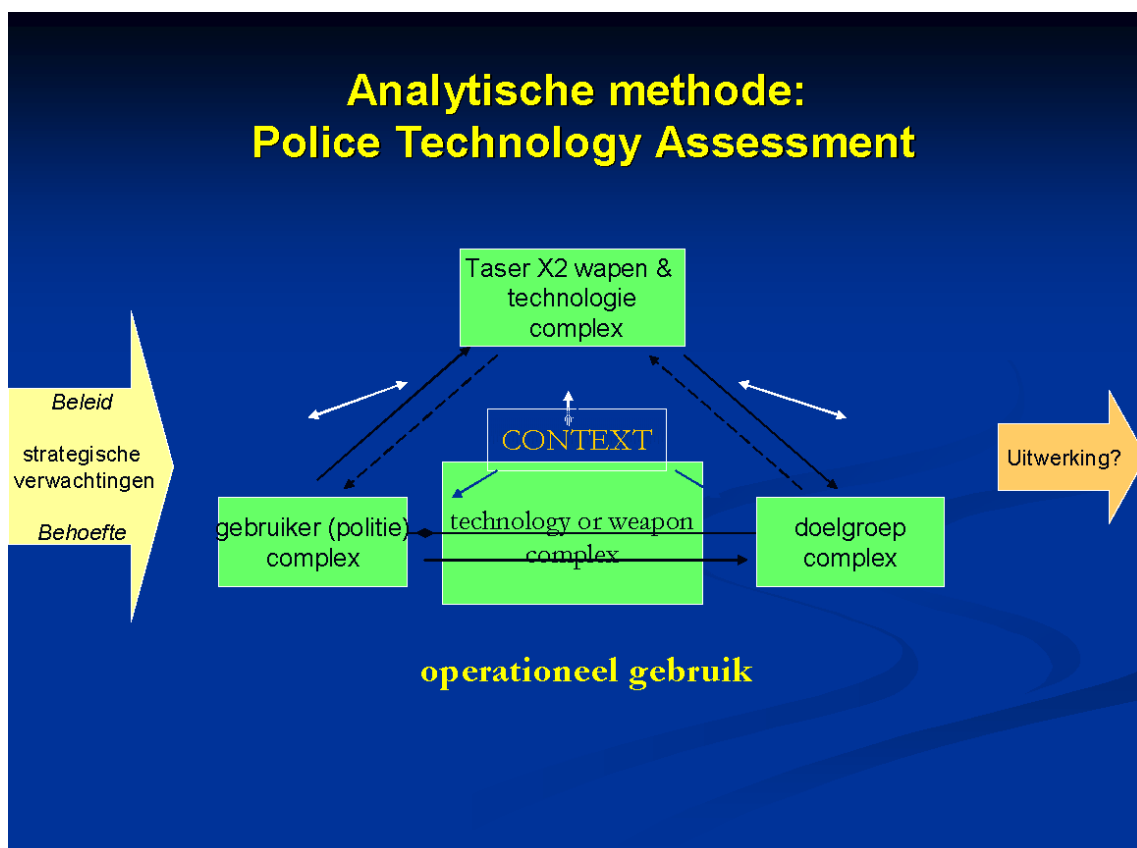 Analytische methode:
Police Technology Assessment
Taser X2 wapen &
technologie
complex
Beleid
strategische
verwachtingen
Behoefte
CONTEXT
Uitwerking?
gebruiker (politie)
complex
technology or weapon
complex
doelgroep
complex
operationeel gebruik